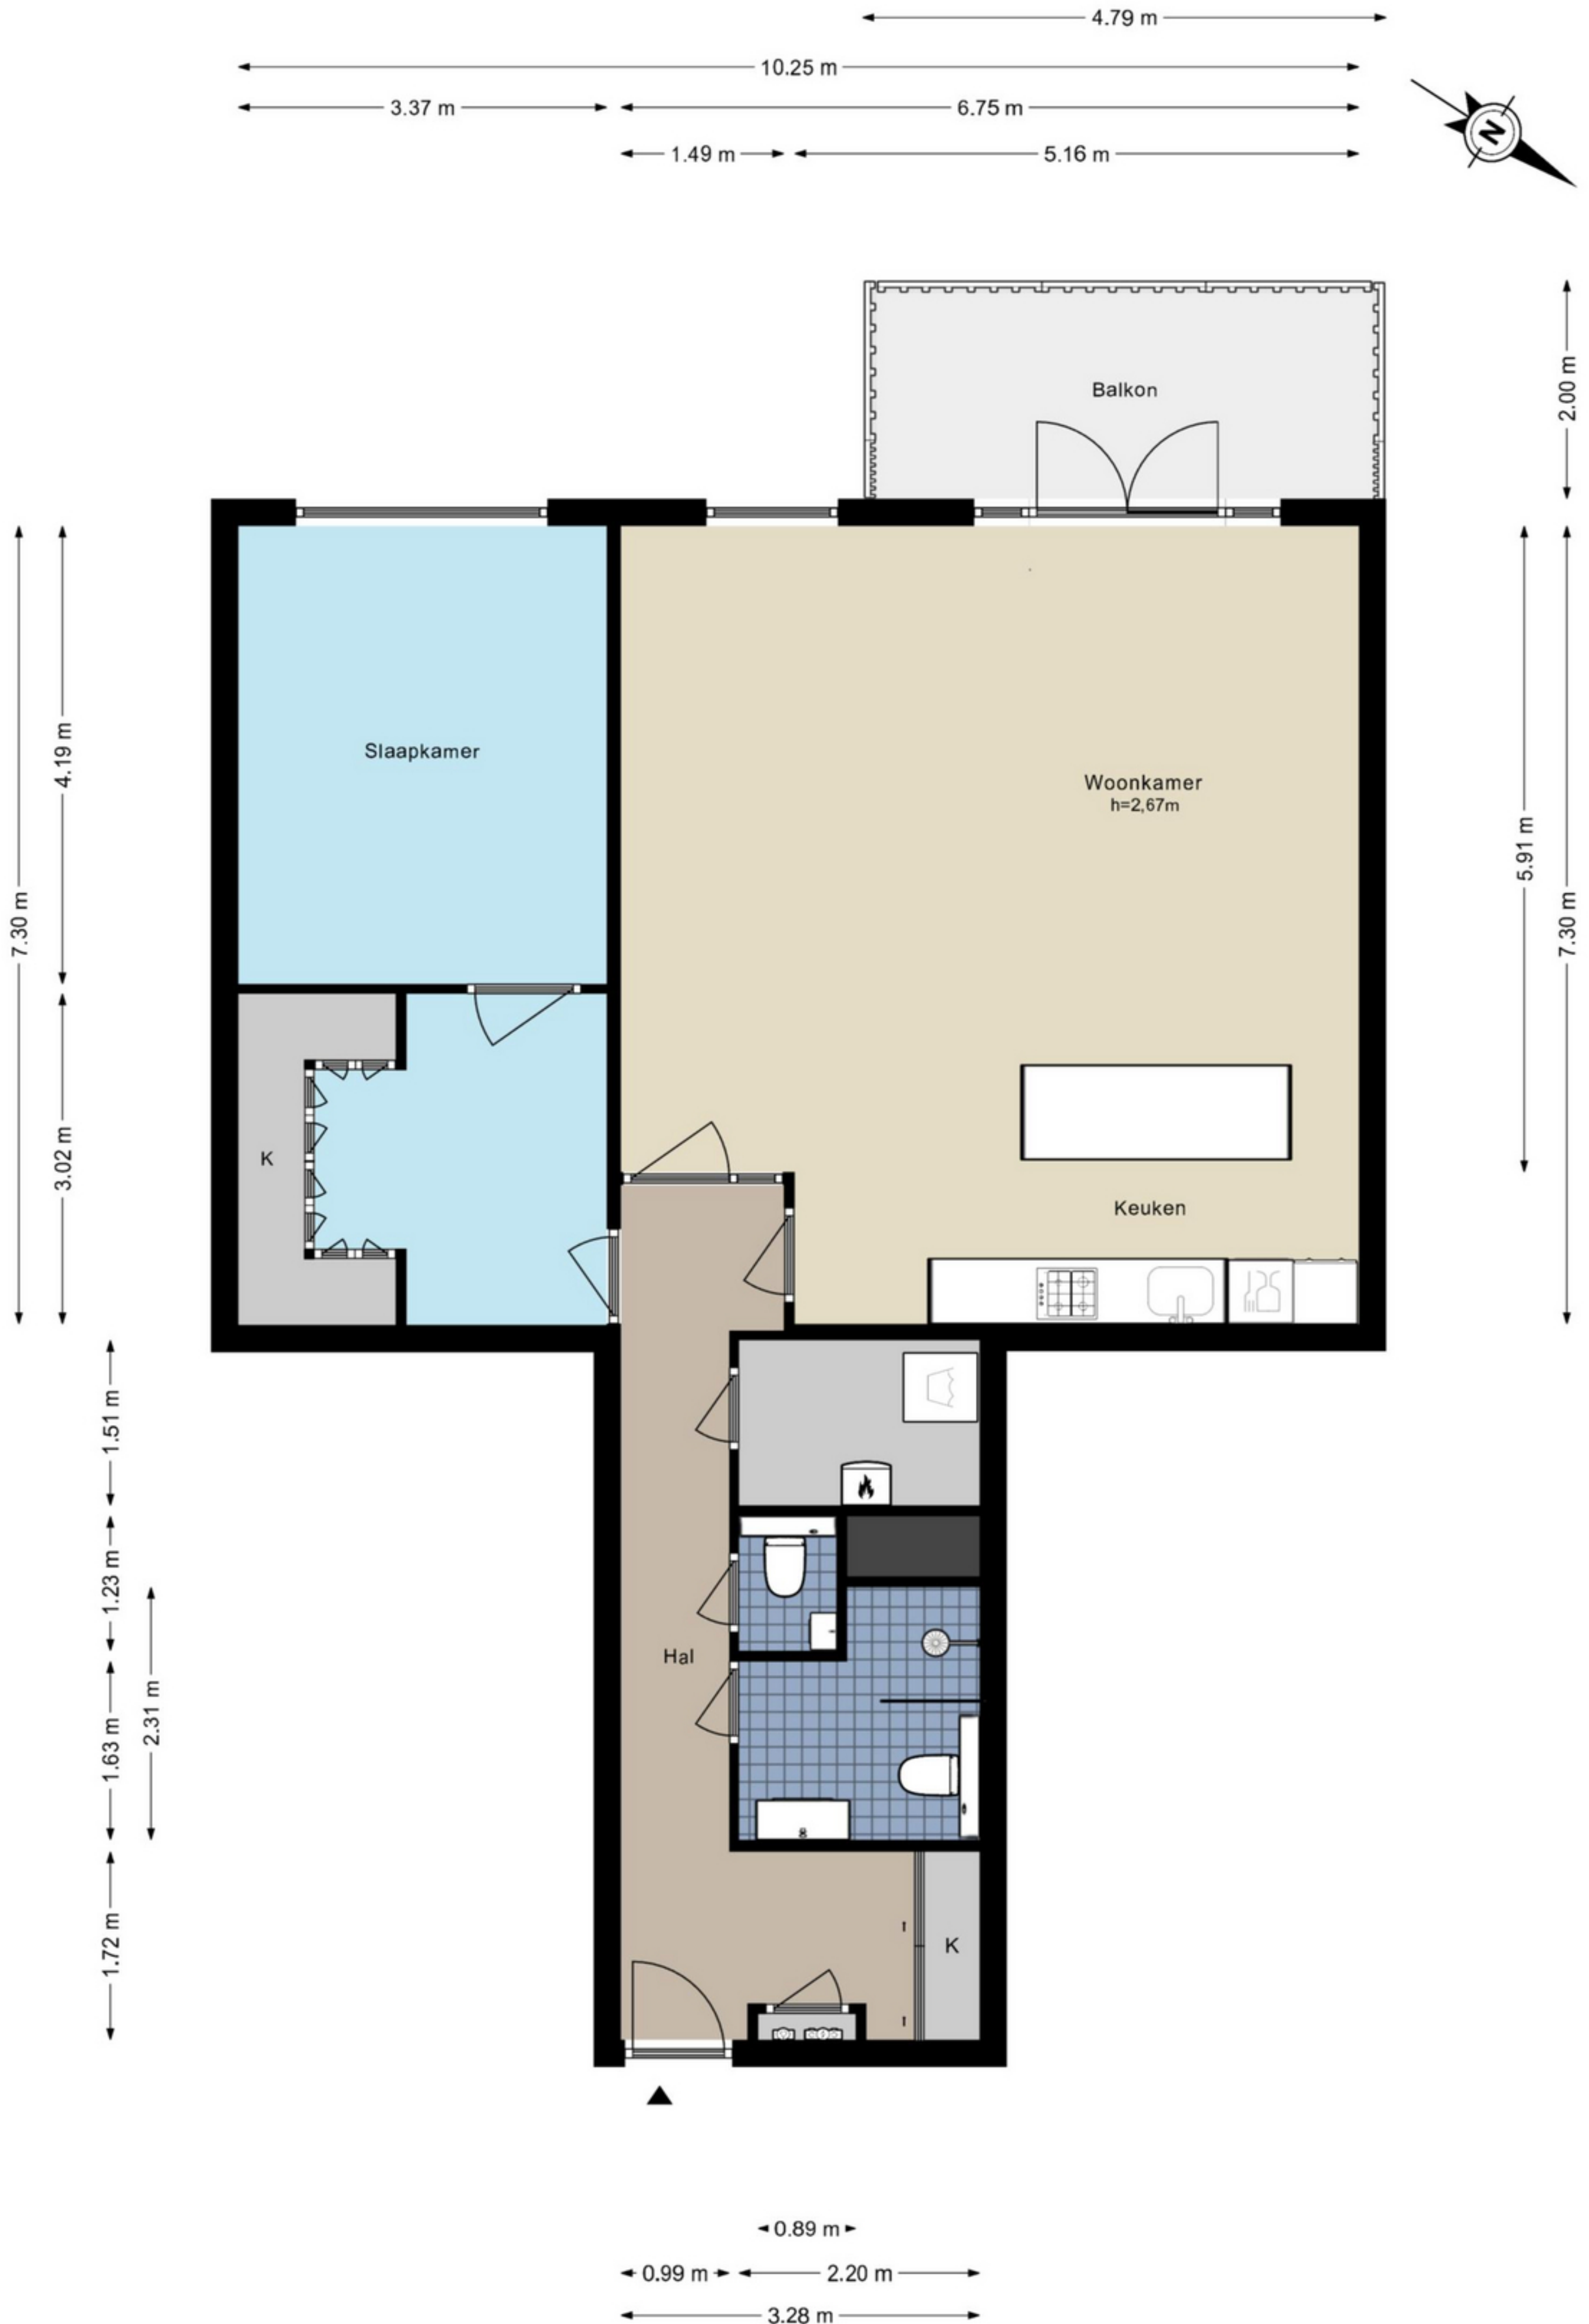 4.79 m
10.25 m
3.37 m
6.75 m
1.49 m
5.16 m
N
2.00 m
Balkon
Slaapkamer
Woonkamer
h=2,67m
4.19 m
7.30 m
5.91 m
7.30 m
3.02 m
K
Keuken
1.51 m
1.23 m
Hal
2.31 m
1.63 m
1.72 m
K
0.89 m
0.99 m
2.20 m
3.28 m